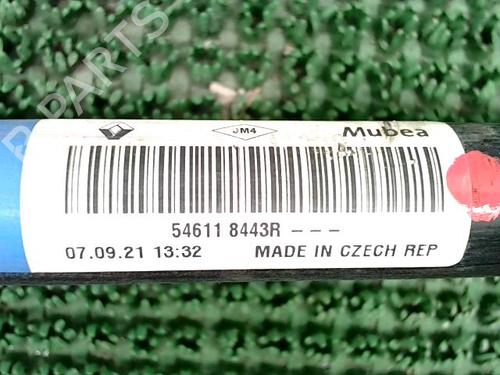 B-PARTS
JM4 Mubea
54611 8443R ---
07.09.21 13:32 MADE IN CZECH REP